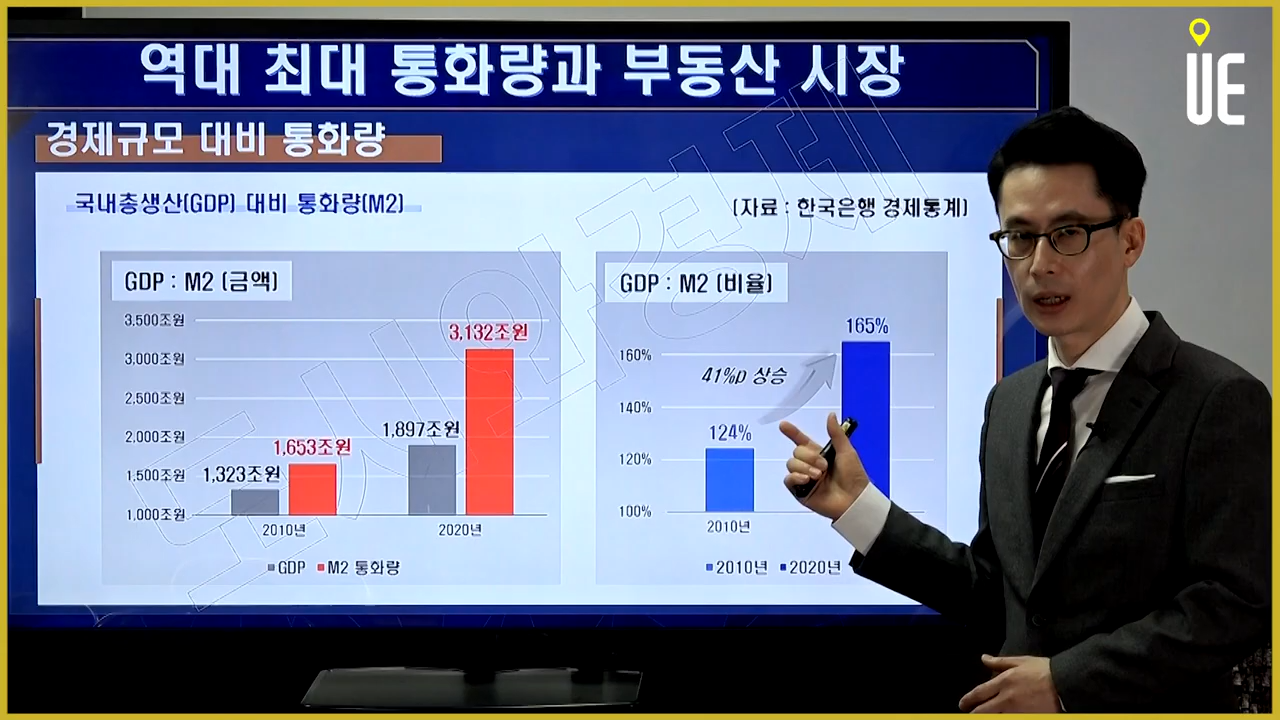 역대 최대 통화량과 부동산 시장
UE
경제규모 대비 통화량
국내총생산(GDP) 대비 통화량(M2)
(자료 : 한국은행 경제통계)
GDP : M2 (금액)
3,500조원
3,000조원
2,500조원
2,000조원
1,500조원
1,000조원
1,323조원
1,653조원
1,897조원
3,132조원
2010년
2020년
GDP
M2 통화량
GDP : M2 (비율)
160%
140%
120%
100%
124%
41%p 상승
165%
2010년
2010년
2020년
도시와경제